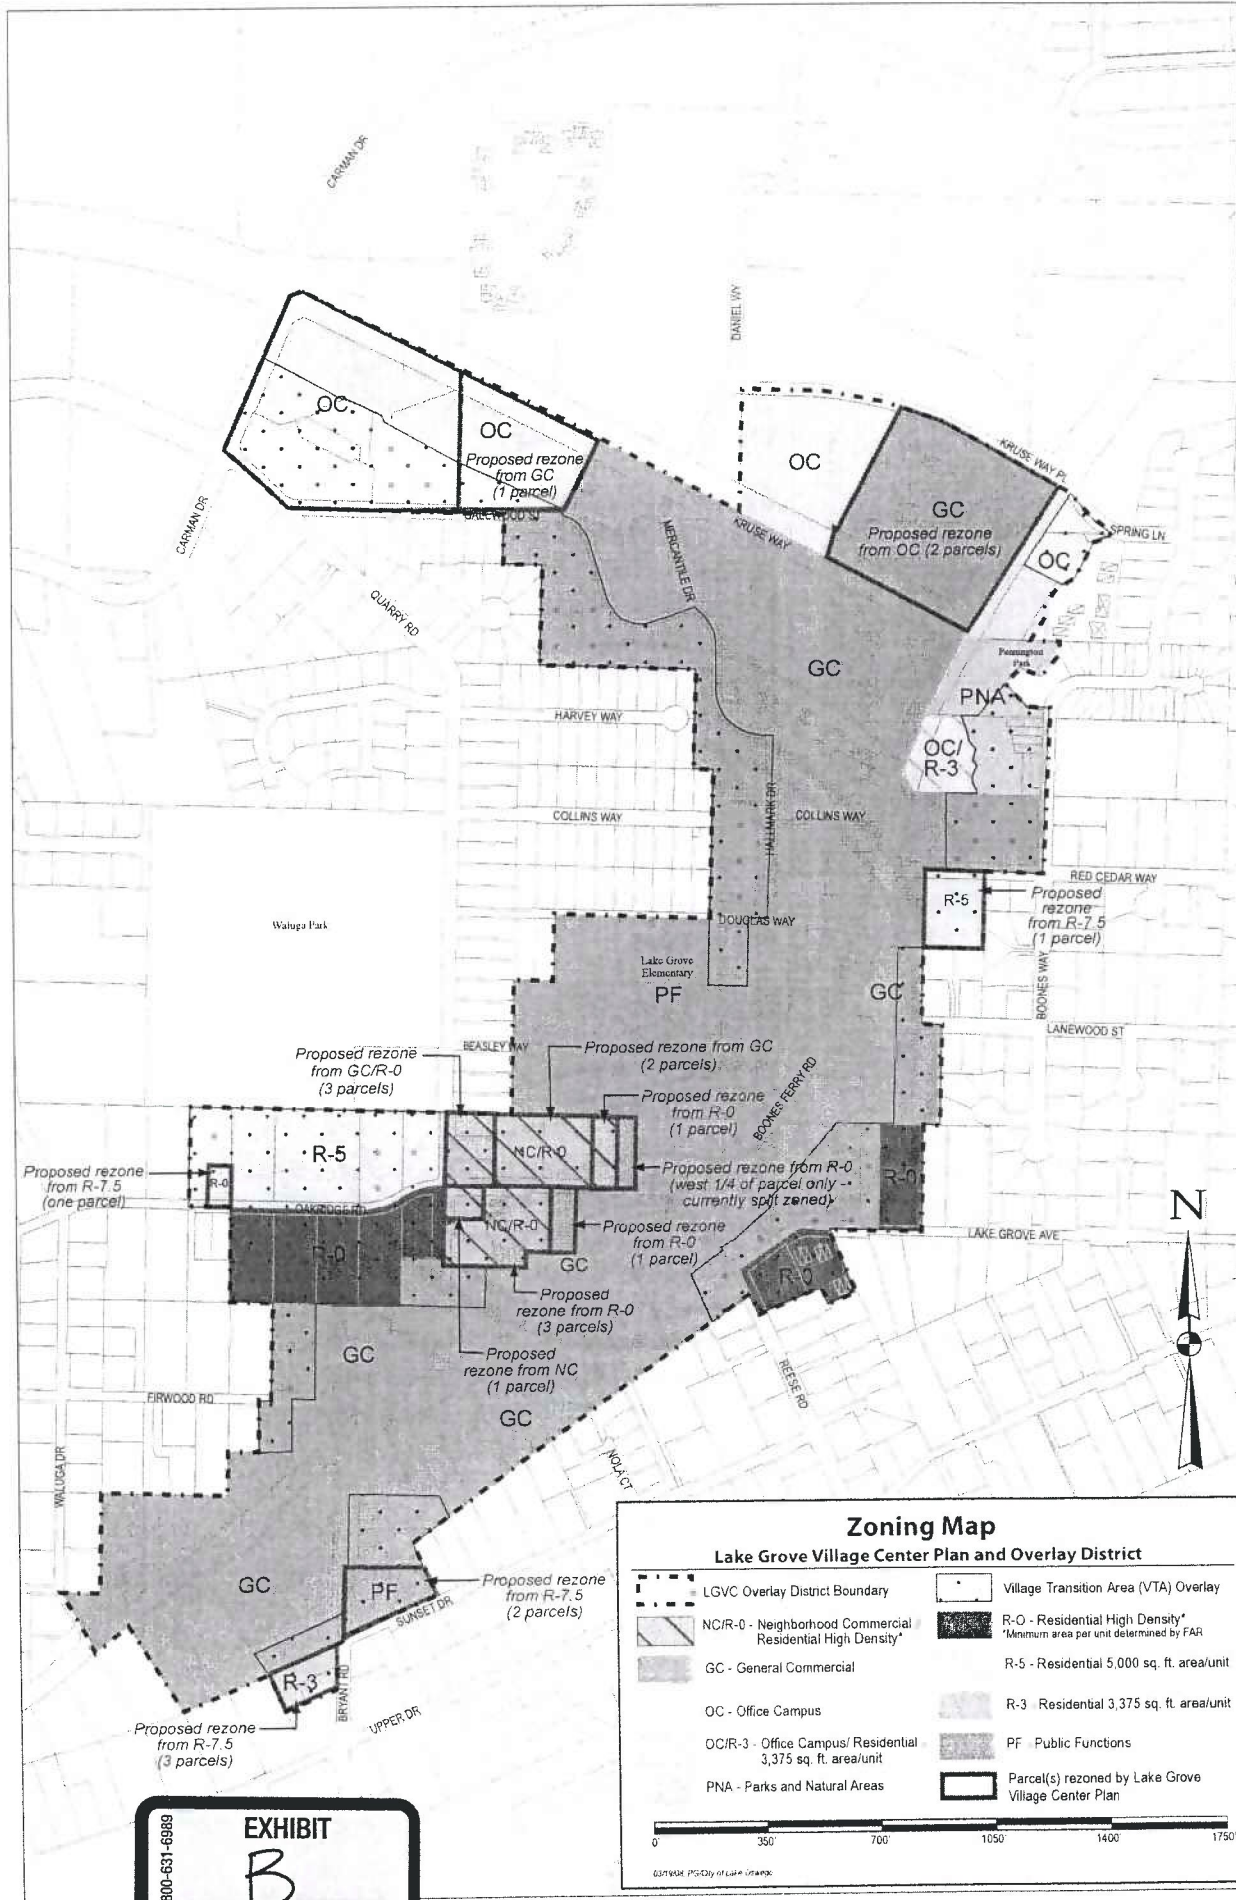 CARMAN DR
DANIEL WY
OC
OC
Proposed rezone
from GC
(1 parcel)
OC
KRUSE WAY PL
GC
Proposed rezone
from OC (2 parcels)
SPRING LN
OC
CARMAN DR
MERCANTILE DR
KRUSE WAY
QUARRY RD
GC
Pennington
Park
PNA
HARVEY WAY
OC/
R-3
COLLINS WAY
HALLMARK DR
COLLINS WAY
RED CEDAR WAY
R-5
Proposed
rezone
from R-7.5
(1 parcel)
Waluga Park
DOUGLAS WAY
Lake Grove
Elementary
PF
GC
BOONES WAY
LANEWOOD ST
BEASLEY WAY
Proposed rezone
from GC/R-0
(3 parcels)
Proposed rezone from GC
(2 parcels)
Proposed rezone
from R-0
(1 parcel)
BOONES FERRY RD
R-5
NC/R-0
Proposed rezone from R-0
(west 1/4 of parcel only -
currently split zoned)
R-0
Proposed rezone
from R-7.5
(one parcel)
R-0
OAKRIDGE RD
NC/R-0
Proposed rezone
from R-0
(1 parcel)
N
LAKE GROVE AVE
R-0
GC
R-0
Proposed
rezone from R-0
(3 parcels)
GC
Proposed
rezone from NC
(1 parcel)
REESE RD
FIRWOOD RD
GC
WALUGA DR
NOLA CT
GC
PF
Proposed rezone
from R-7.5
(2 parcels)
SUNSET DR
R-3
BRYANT RD
UPPER DR
Proposed rezone
from R-7.5
(3 parcels)
Zoning Map
Lake Grove Village Center Plan and Overlay District
LGVC Overlay District Boundary
NC/R-0 - Neighborhood Commercial
Residential High Density*
GC - General Commercial
OC - Office Campus
OC/R-3 - Office Campus/ Residential
3,375 sq. ft. area/unit
PNA - Parks and Natural Areas
Village Transition Area (VTA) Overlay
R-O - Residential High Density*
*Minimum area per unit determined by FAR
R-5 - Residential 5,000 sq. ft. area/unit
R-3 - Residential 3,375 sq. ft. area/unit
PF - Public Functions
Parcel(s) rezoned by Lake Grove
Village Center Plan
0' 350' 700' 1050' 1400' 1750'
03/19/08 PG/City of Lake Oswego
EXHIBIT
B
800-631-6989